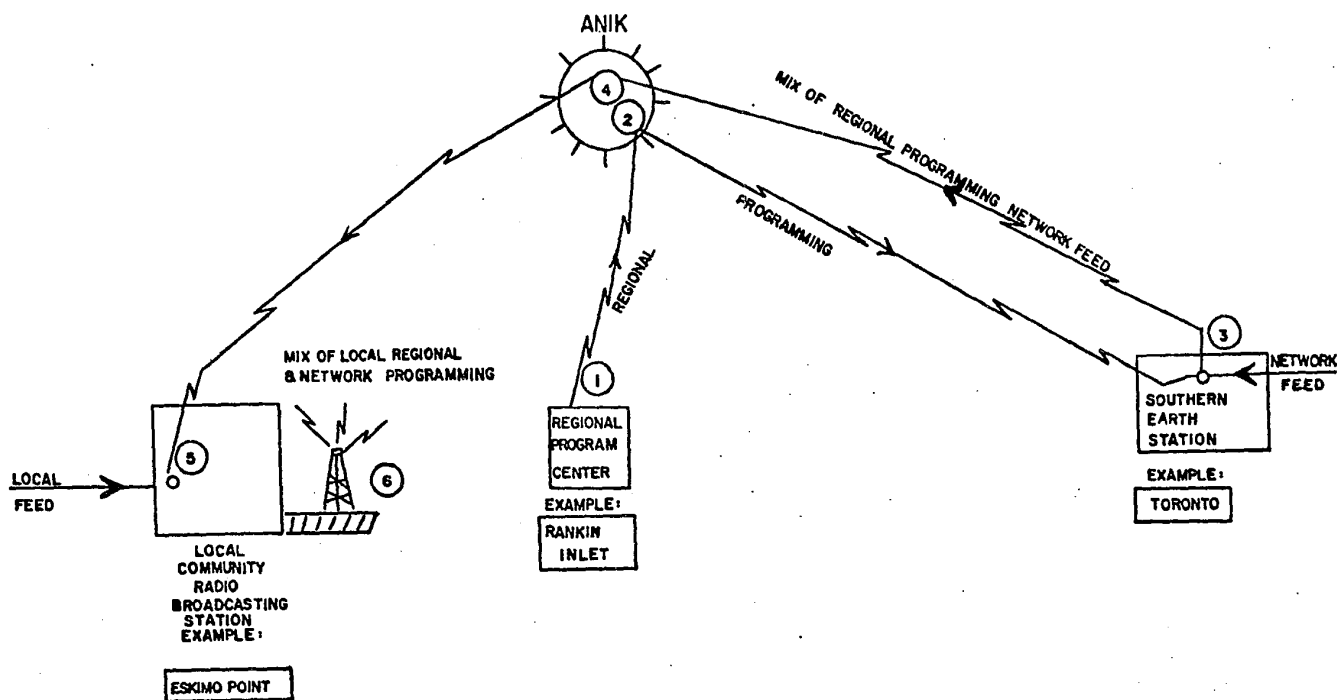 ANIK
4
2
MIX OF REGIONAL PROGRAMMING NETWORK FEED
PROGRAMMING
REGIONAL
3
NETWORK
FEED
SOUTHERN
EARTH
STATION
EXAMPLE:
TORONTO
1
REGIONAL
PROGRAM
CENTER
EXAMPLE:
RANKIN
INLET
MIX OF LOCAL REGIONAL
& NETWORK PROGRAMMING
5
6
LOCAL
FEED
LOCAL
COMMUNITY
RADIO
BROADCASTING
STATION
EXAMPLE:
ESKIMO POINT